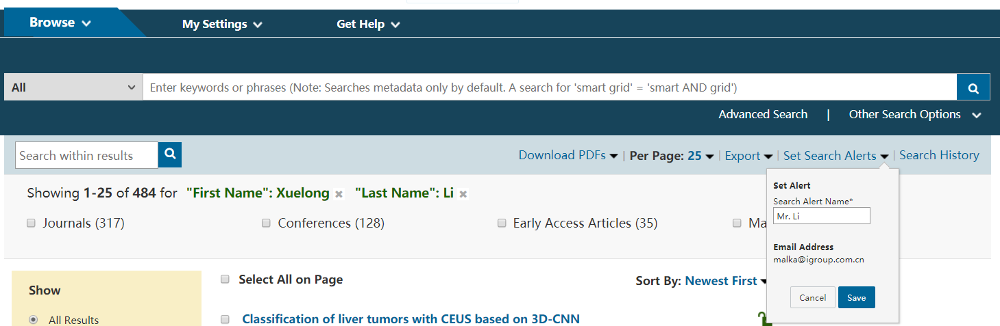 Browse
My Settings
Get Help
All
Enter keywords or phrases (Note: Searches metadata only by default. A search for 'smart grid' = 'smart AND grid')
Advanced Search | Other Search Options
Search within results
Download PDFs | Per Page: 25 | Export | Set Search Alerts | Search History
Showing 1-25 of 484 for "First Name": Xuelong × "Last Name": Li ×
Journals (317)
Conferences (128)
Early Access Articles (35)
Ma
Set Alert
Search Alert Name*
Mr. Li
Email Address
malka@igroup.com.cn
Cancel
Save
Show
All Results
Select All on Page
Sort By: Newest First
Classification of liver tumors with CEUS based on 3D-CNN